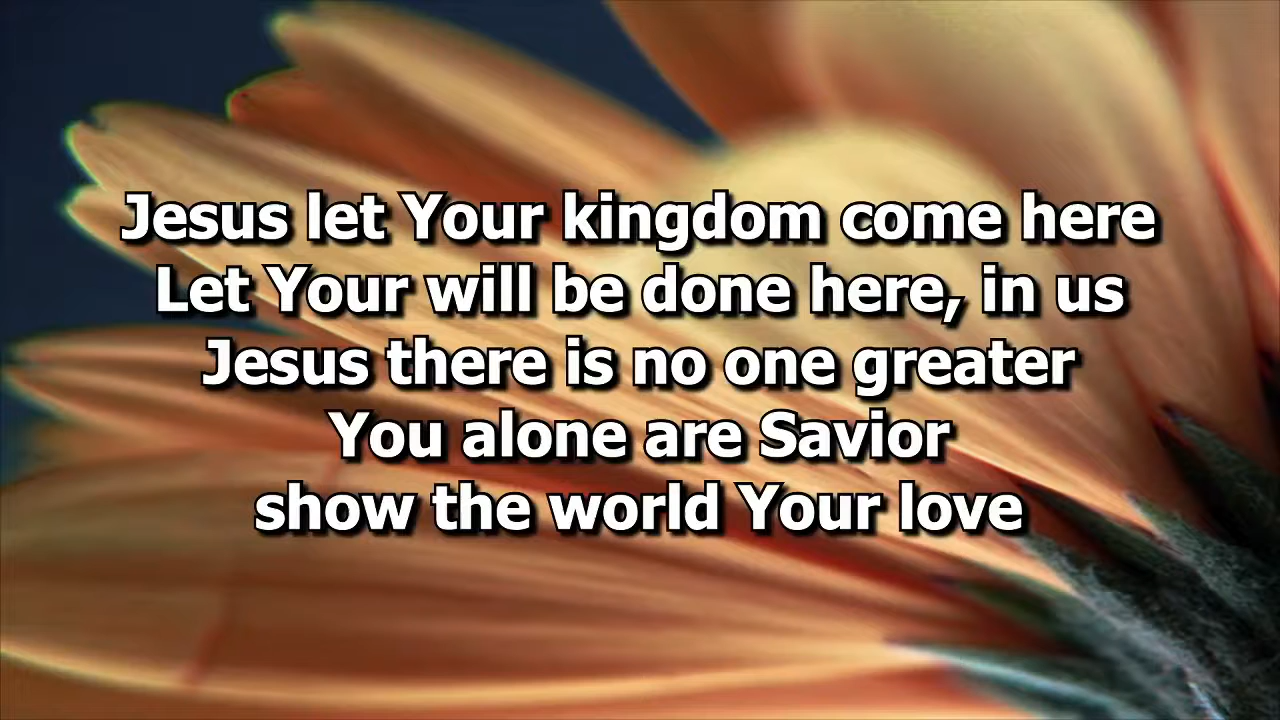 Jesus let Your kingdom come here
Let Your will be done here, in us
Jesus there is no one greater
You alone are Savior
show the world Your love